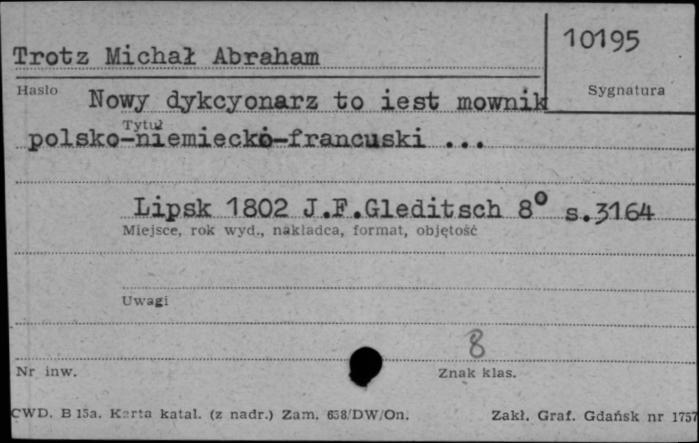 10195
Trotz Michał Abraham
Hasło
Sygnatura
Nowy dykcyonarz to iest mownik
Tytuł
polsko-niemiecko-francuski ...
Lipsk 1802 J.F.Gleditsch 8° s.3164
Miejsce, rok wyd., nakładca, format, objętość
Uwagi
8
Nr inw.
Znak klas.
CWD. B 15a. Karta katal. (z nadr.) Zam. 658/DW/On.
Zakł. Graf. Gdańsk nr 1757